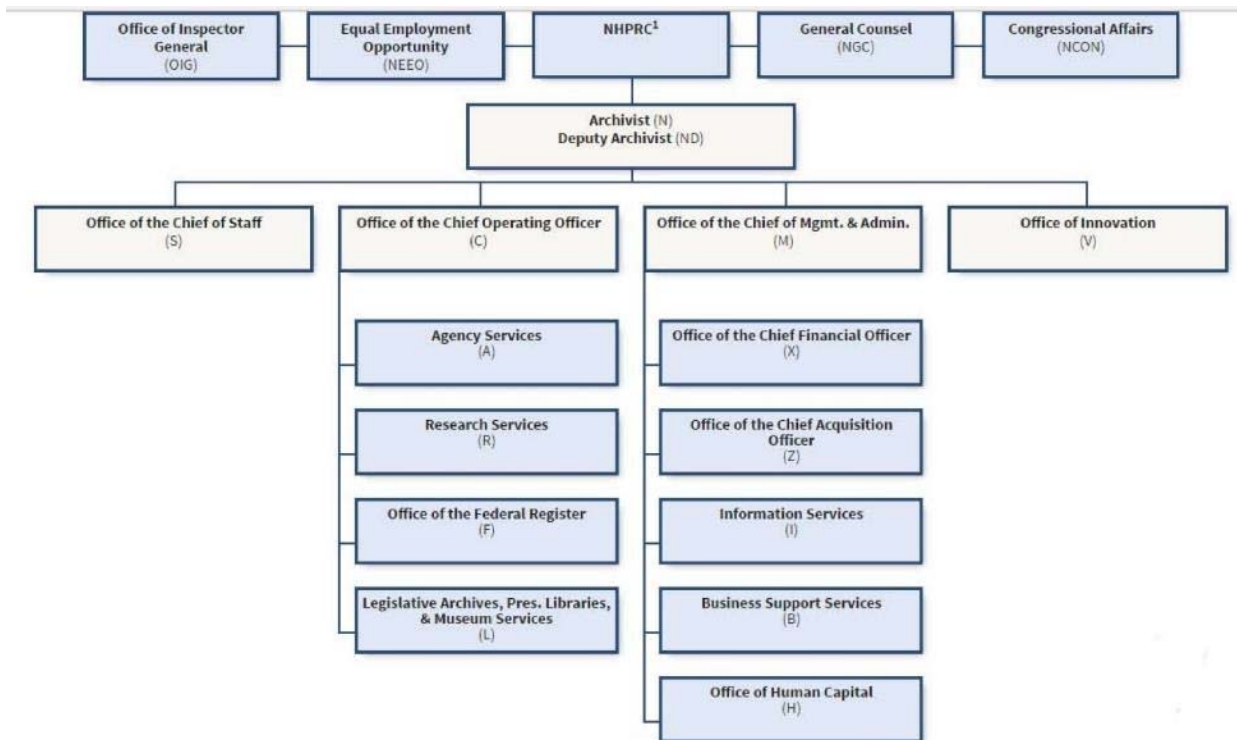 Office of Inspector
General
(OIG)
Equal Employment
Opportunity
(NEEO)
NHPRC¹
General Counsel
(NGC)
Congressional Affairs
(NCON)
Archivist (N)
Deputy Archivist (ND)
Office of the Chief of Staff
(S)
Office of the Chief Operating Officer
(C)
Office of the Chief of Mgmt. & Admin.
(M)
Office of Innovation
(V)
Agency Services
(A)
Research Services
(R)
Office of the Federal Register
(F)
Legislative Archives, Pres. Libraries,
& Museum Services
(L)
Office of the Chief Financial Officer
(X)
Office of the Chief Acquisition
Officer
(Z)
Information Services
(I)
Business Support Services
(B)
Office of Human Capital
(H)